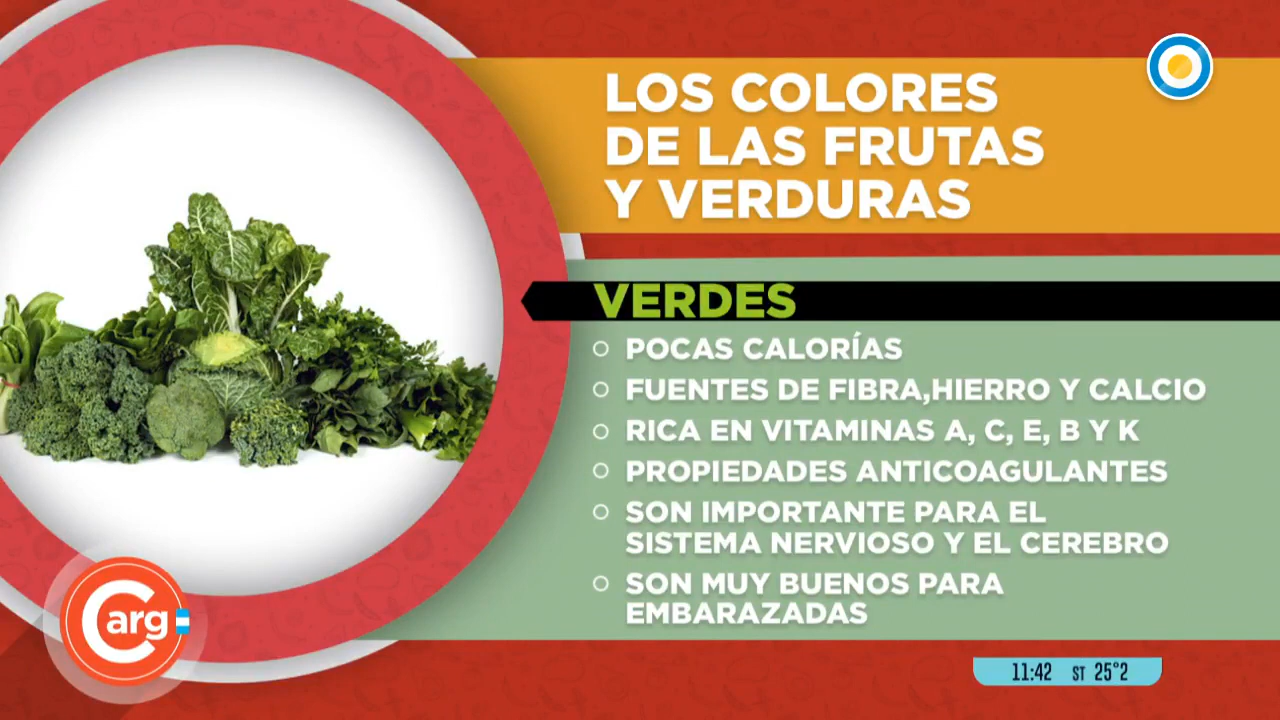 LOS COLORES
DE LAS FRUTAS
Y VERDURAS
VERDES
POCAS CALORÍAS
FUENTES DE FIBRA,HIERRO Y CALCIO
RICA EN VITAMINAS A, C, E, B Y K
PROPIEDADES ANTICOAGULANTES
SON IMPORTANTE PARA EL
SISTEMA NERVIOSO Y EL CEREBRO
SON MUY BUENOS PARA
EMBARAZADAS
C arg
11:42 ST 25°2